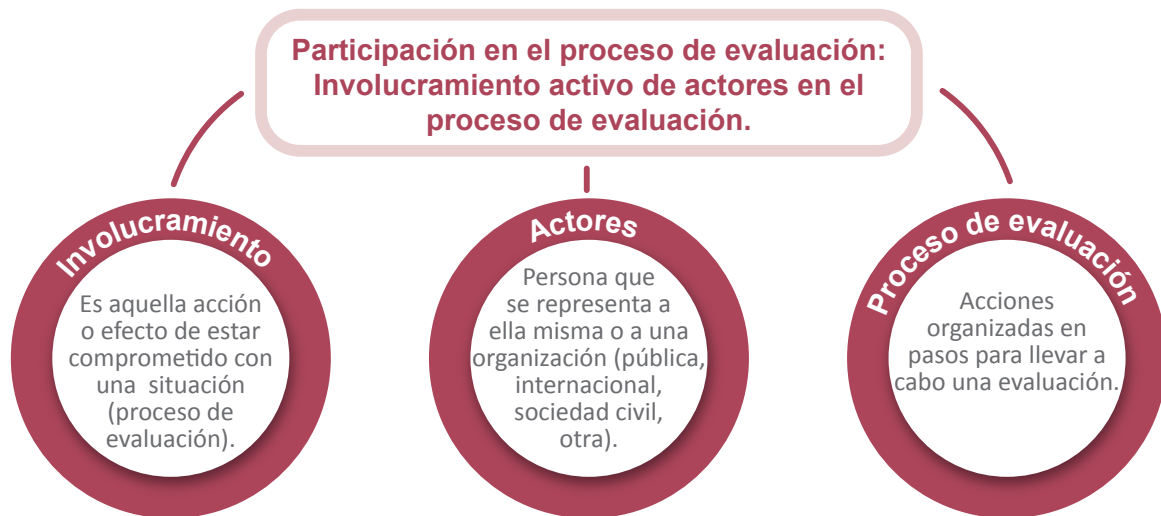 Participación en el proceso de evaluación:
Involucramiento activo de actores en el
proceso de evaluación.
Involucramiento
Es aquella acción
o efecto de estar
comprometido con
una situación
(proceso de
evaluación).
Actores
Persona que
se representa a
ella misma o a una
organización (pública,
internacional,
sociedad civil,
otra).
Proceso de evaluación
Acciones
organizadas en
pasos para llevar a
cabo una evaluación.